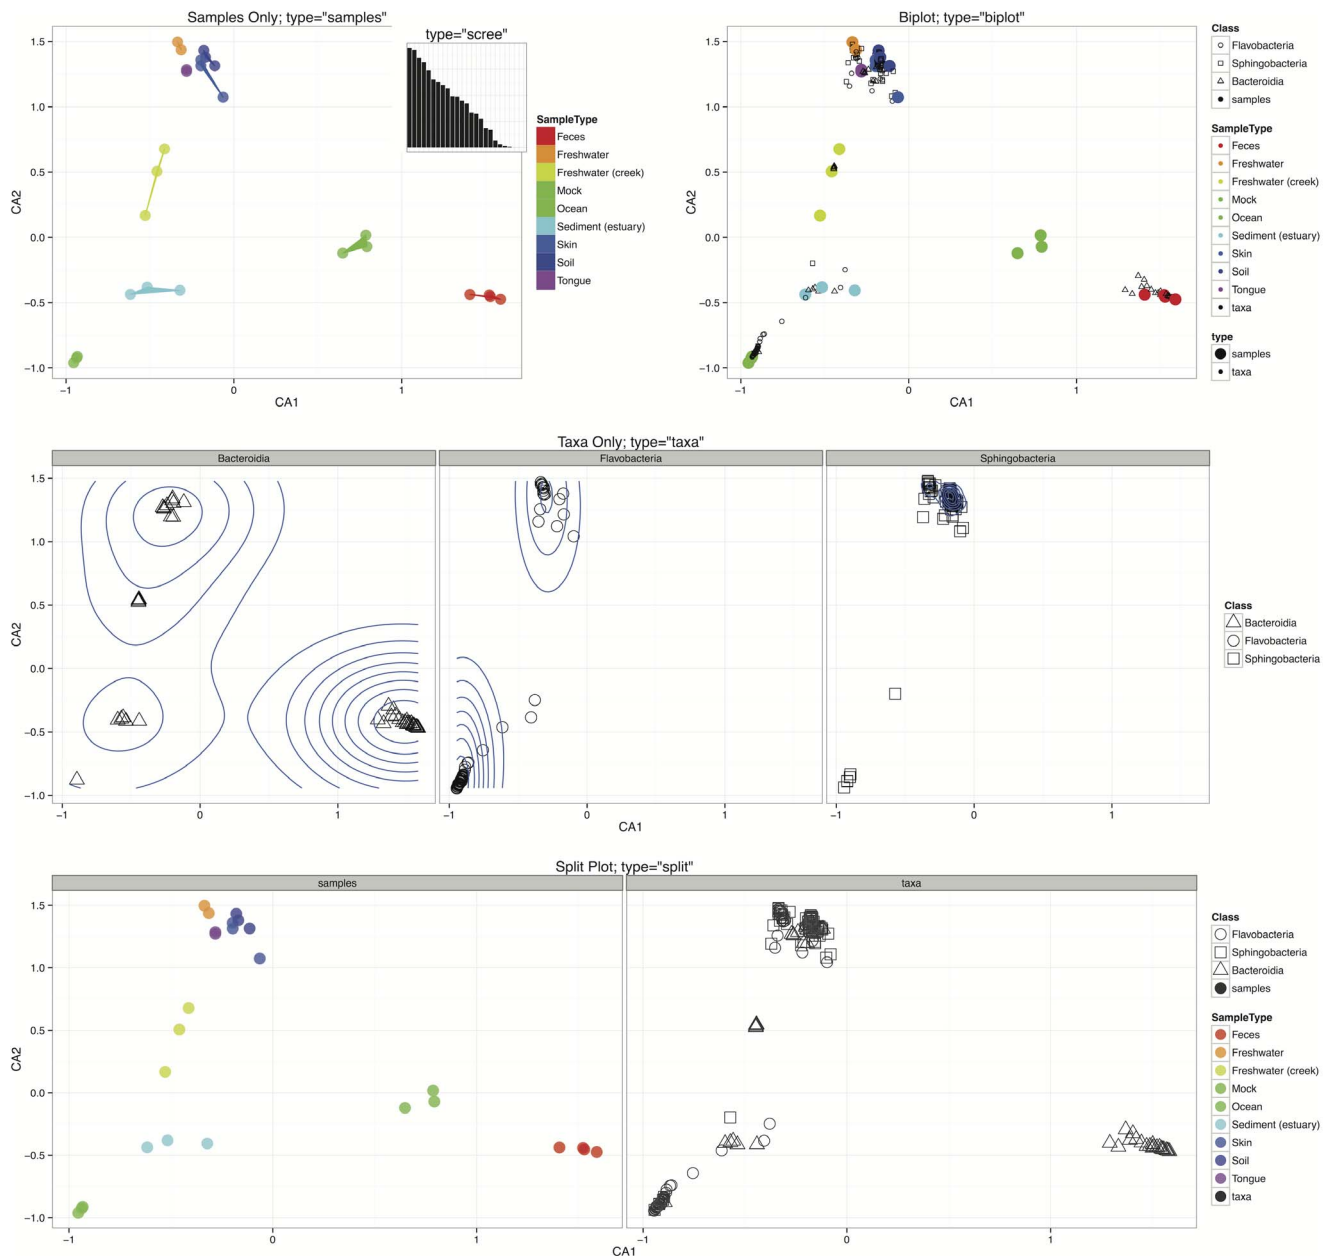 Samples Only; type="samples"
type="scree"
1.5
1.0
0.5
0.0
−0.5
−1.0
CA2
−1
0
1
CA1
SampleType
Feces
Freshwater
Freshwater (creek)
Mock
Ocean
Sediment (estuary)
Skin
Soil
Tongue
Biplot; type="biplot"
1.5
1.0
0.5
0.0
−0.5
−1.0
CA2
−1
0
1
CA1
Class
Flavobacteria
Sphingobacteria
Bacteroidia
samples
SampleType
Feces
Freshwater
Freshwater (creek)
Mock
Ocean
Sediment (estuary)
Skin
Soil
Tongue
taxa
type
samples
taxa
Taxa Only; type="taxa"
Bacteroidia
Flavobacteria
Sphingobacteria
1.5
1.0
0.5
0.0
−0.5
−1.0
CA2
−1
0
1
−1
0
1
−1
0
1
CA1
Class
Bacteroidia
Flavobacteria
Sphingobacteria
Split Plot; type="split"
samples
taxa
1.5
1.0
0.5
0.0
−0.5
−1.0
CA2
−1
0
1
−1
0
1
CA1
Class
Flavobacteria
Sphingobacteria
Bacteroidia
samples
SampleType
Feces
Freshwater
Freshwater (creek)
Mock
Ocean
Sediment (estuary)
Skin
Soil
Tongue
taxa